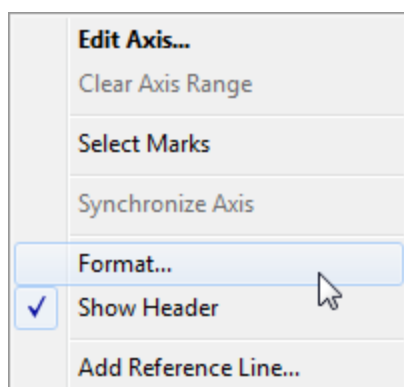 Edit Axis...
Clear Axis Range
Select Marks
Synchronize Axis
Format...
Show Header
Add Reference Line...